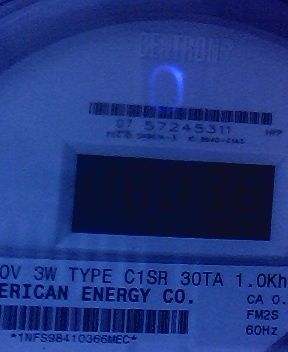 CENTRON
07 57245311
0V 3W TYPE C1SR 30TA 1.0Kh
ERICAN ENERGY CO.
CA 0.
FM2S
60Hz
*1NFS98410366MEC*